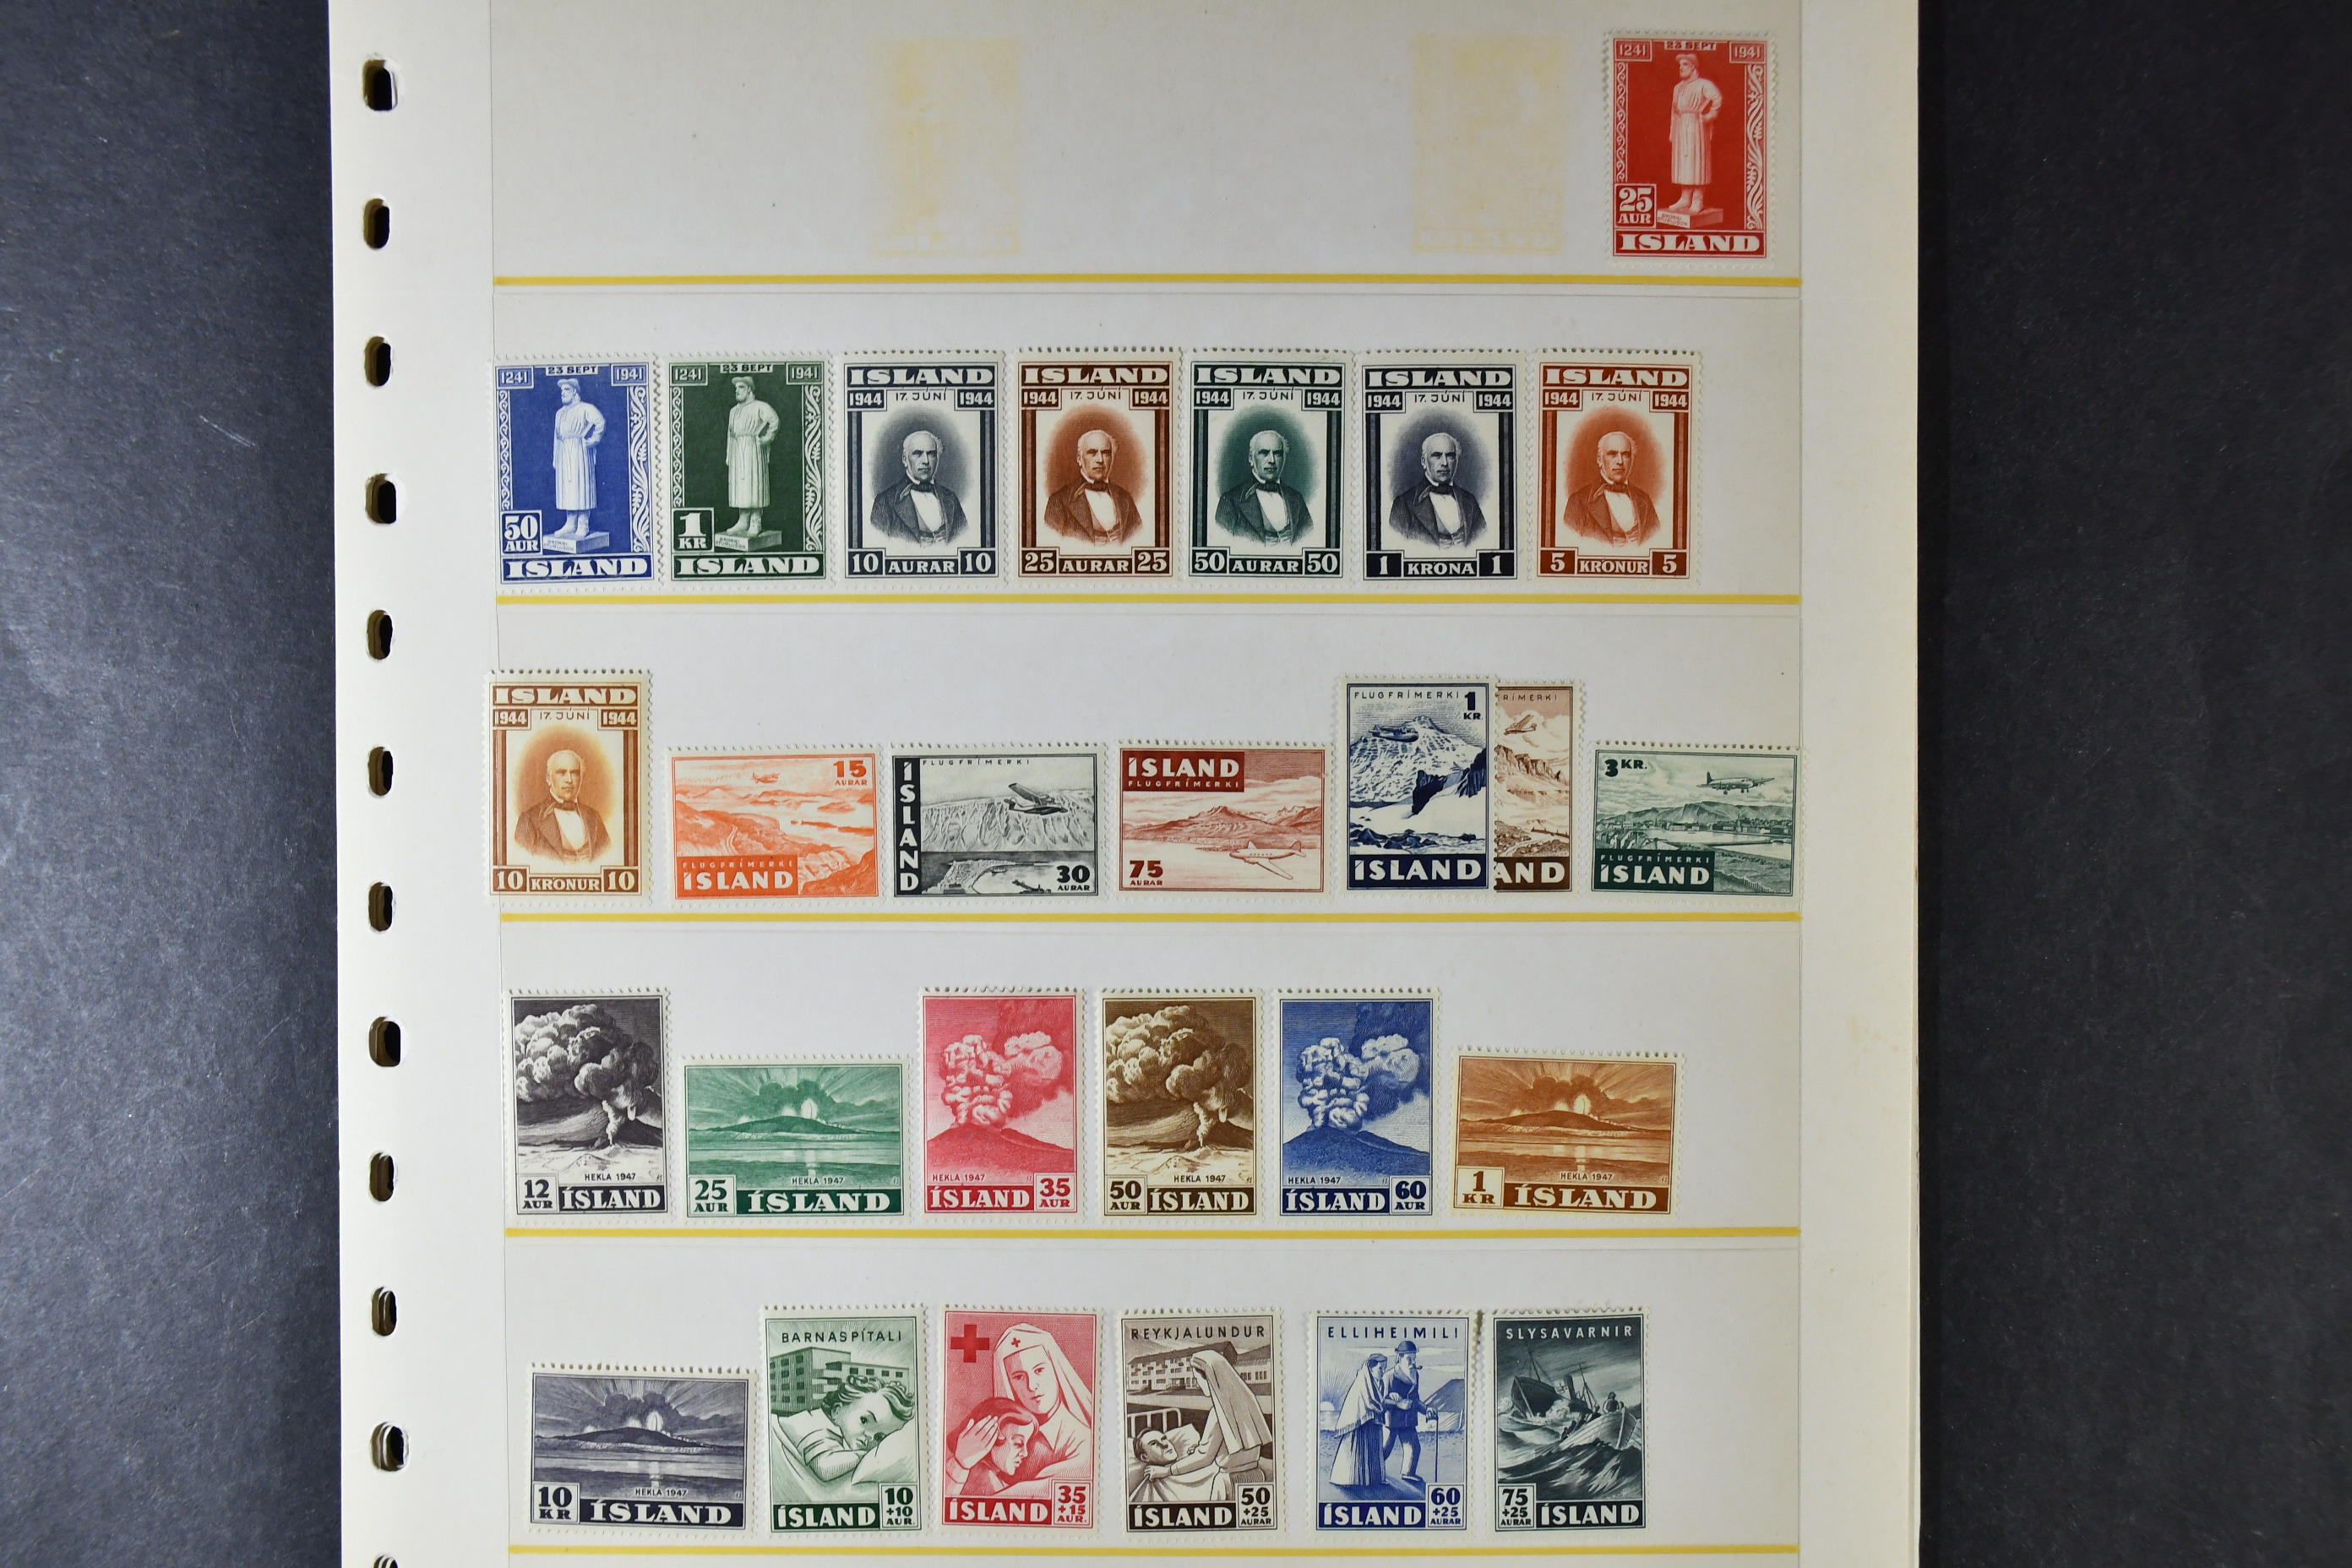 1241 23 SEPT 1941
25
AUR
ISLAND
1241 23 SEPT 1941
50
AUR
ISLAND
1241 23 SEPT 1941
1
KR
ISLAND
ISLAND
1944 17. JÚNÍ 1944
10 AURAR 10
ISLAND
1944 17. JÚNÍ 1944
25 AURAR 25
ISLAND
1944 17. JÚNÍ 1944
50 AURAR 50
ISLAND
1944 17. JÚNÍ 1944
1 KRONA 1
ISLAND
1944 17. JÚNÍ 1944
5 KRONUR 5
ISLAND
1944 17. JÚNÍ 1944
10 KRONUR 10
15
AURAR
FLUGFRÍMERKI
ÍSLAND
FLUGFRÍMERKI
ÍSLAND
30
AURAR
ÍSLAND
FLUGFRÍMERKI
75
AURAR
FLUGFRÍMERKI 1
KR.
ÍSLAND
RÍMERKI
AND
3 KR.
FLUGFRÍMERKI
ÍSLAND
HEKLA 1947
12
AUR
ÍSLAND
HEKLA 1947
25
AUR
ÍSLAND
HEKLA 1947
ÍSLAND
35
AUR
HEKLA 1947
50
AUR
ÍSLAND
HEKLA 1947
ÍSLAND
60
AUR
HEKLA 1947
1
KR
ÍSLAND
HEKLA 1947
10
KR
ÍSLAND
BARNASPÍTALI
ÍSLAND
10
+10
AUR.
ÍSLAND
35
+15
AUR.
REYKJALUNDUR
ÍSLAND
50
+25
AURAR
ELLIHEIMILI
ÍSLAND
60
+25
AURAR
SLYSAVARNIR
75
+25
AURAR
ÍSLAND